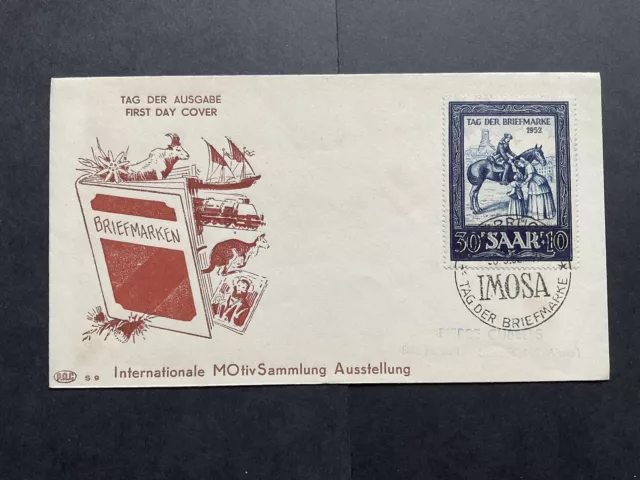 TAG DER AUSGABE
FIRST DAY COVER
BRIEFMARKEN
TAG DER BRIEFMARKE
1952
30 SAAR +10
IMOSA
TAG DER BRIEFMARKE
S 9 Internationale MOtivSammlung Ausstellung